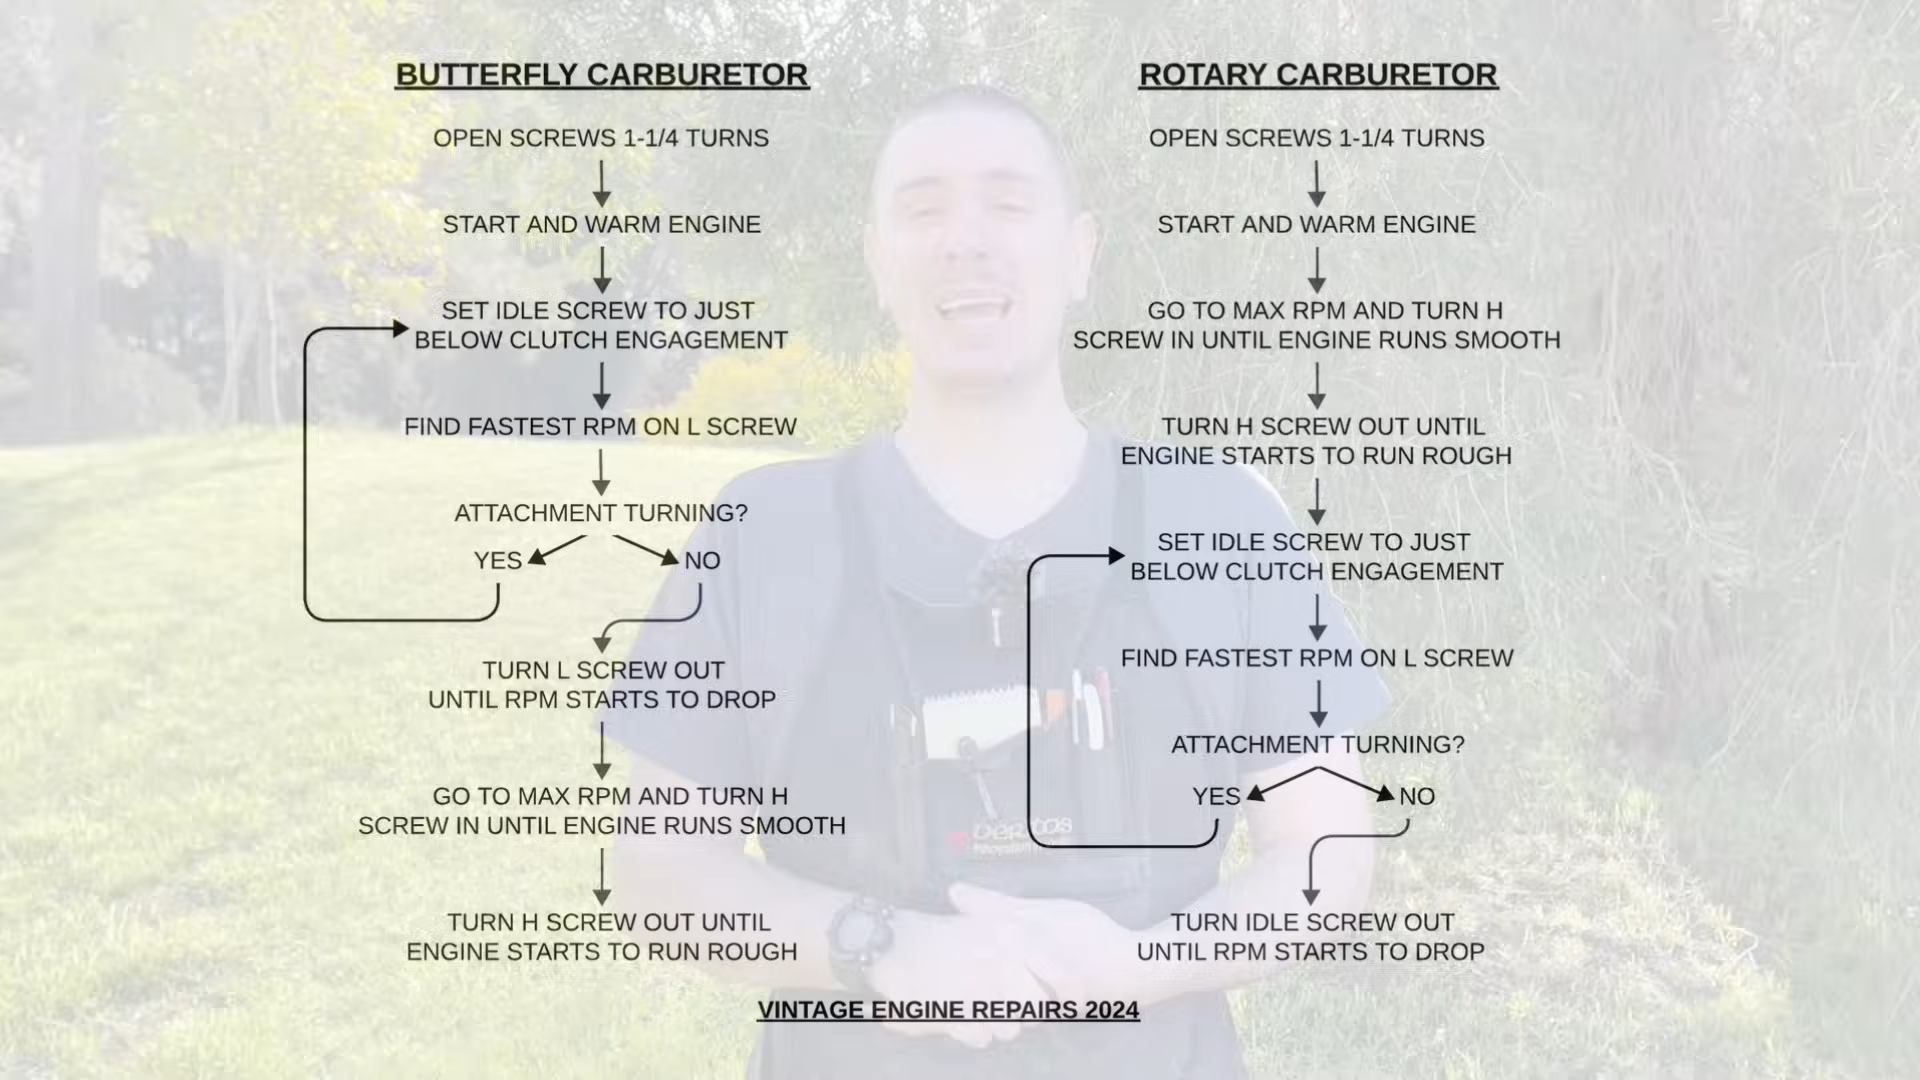 BUTTERFLY CARBURETOR
OPEN SCREWS 1-1/4 TURNS
START AND WARM ENGINE
SET IDLE SCREW TO JUST
BELOW CLUTCH ENGAGEMENT
FIND FASTEST RPM ON L SCREW
ATTACHMENT TURNING?
YES
NO
TURN L SCREW OUT
UNTIL RPM STARTS TO DROP
GO TO MAX RPM AND TURN H
SCREW IN UNTIL ENGINE RUNS SMOOTH
TURN H SCREW OUT UNTIL
ENGINE STARTS TO RUN ROUGH
ROTARY CARBURETOR
OPEN SCREWS 1-1/4 TURNS
START AND WARM ENGINE
GO TO MAX RPM AND TURN H
SCREW IN UNTIL ENGINE RUNS SMOOTH
TURN H SCREW OUT UNTIL
ENGINE STARTS TO RUN ROUGH
SET IDLE SCREW TO JUST
BELOW CLUTCH ENGAGEMENT
FIND FASTEST RPM ON L SCREW
ATTACHMENT TURNING?
YES
NO
TURN IDLE SCREW OUT
UNTIL RPM STARTS TO DROP
VINTAGE ENGINE REPAIRS 2024